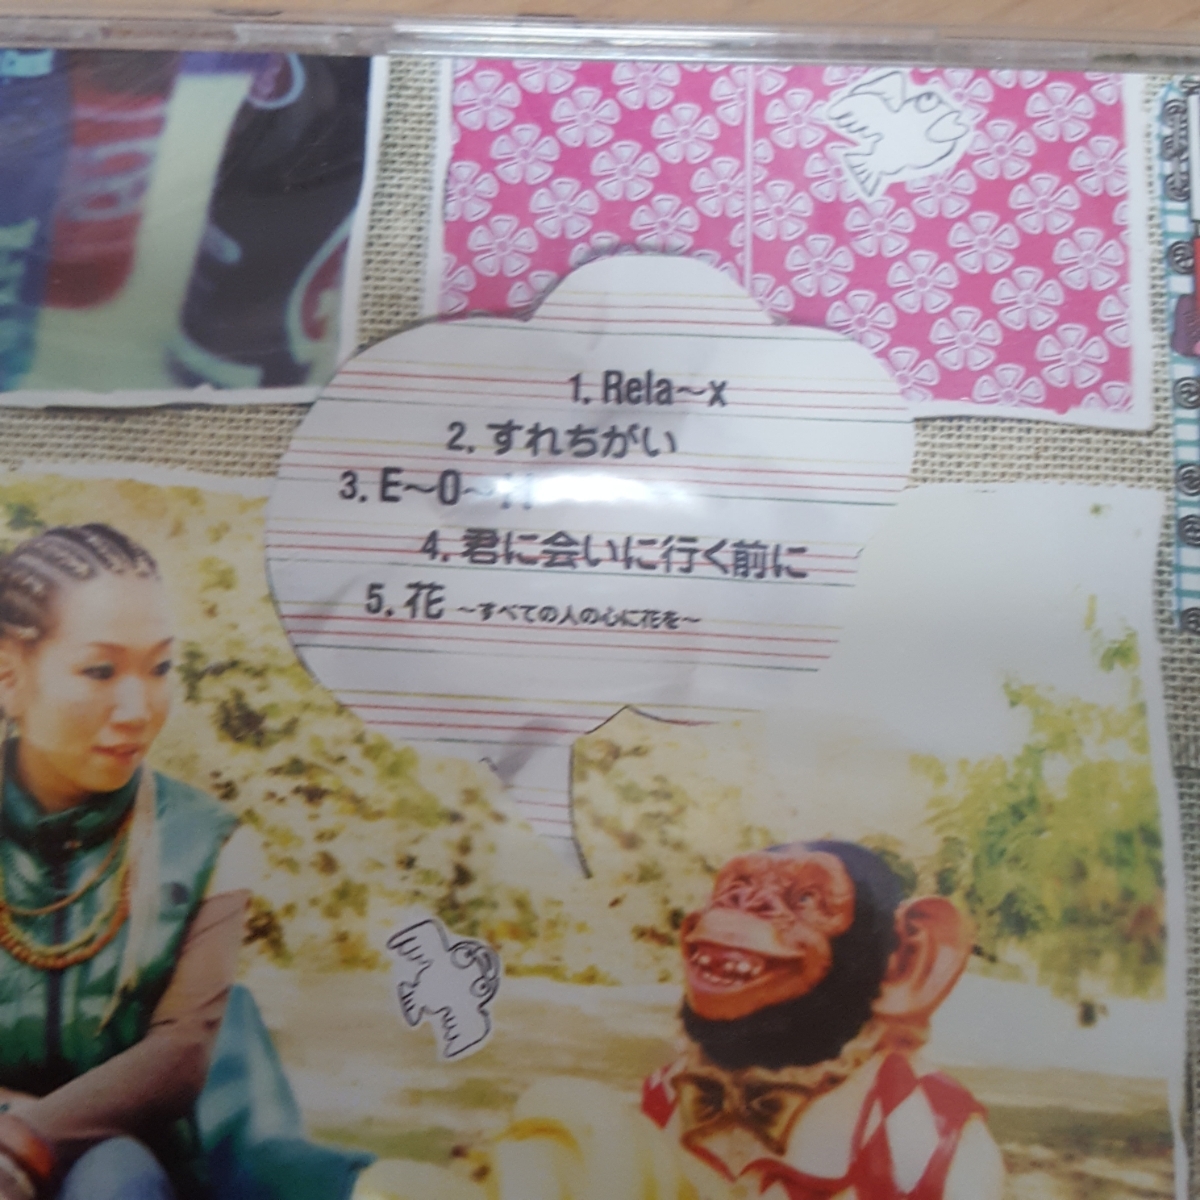 1. Rela～x
2. すれちがい
3. E～O～
4. 君に会いに行く前に
5. 花 ～すべての人の心に花を～